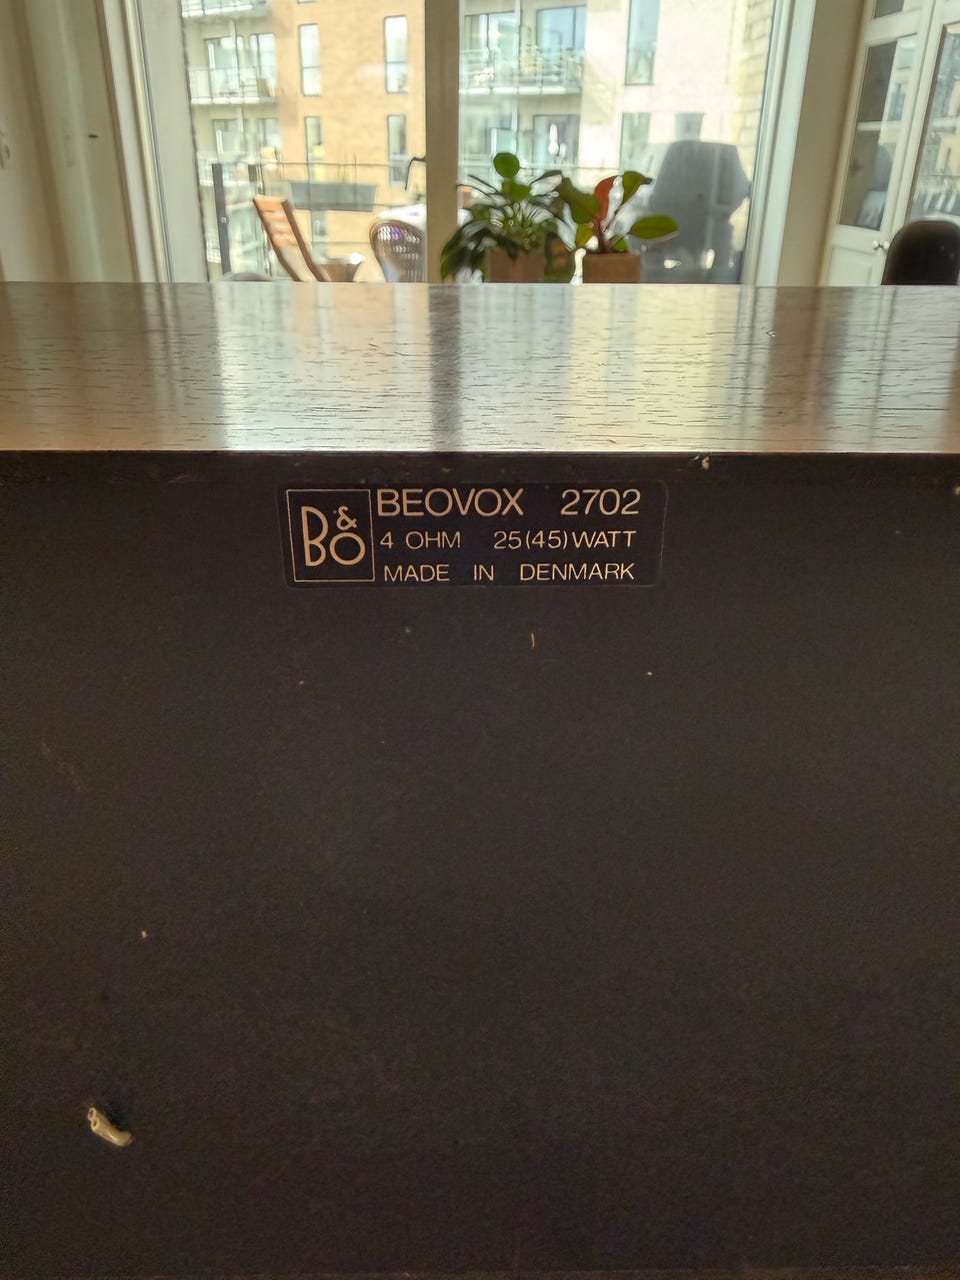 B&O
BEOVOX 2702
4 OHM 25(45)WATT
MADE IN DENMARK